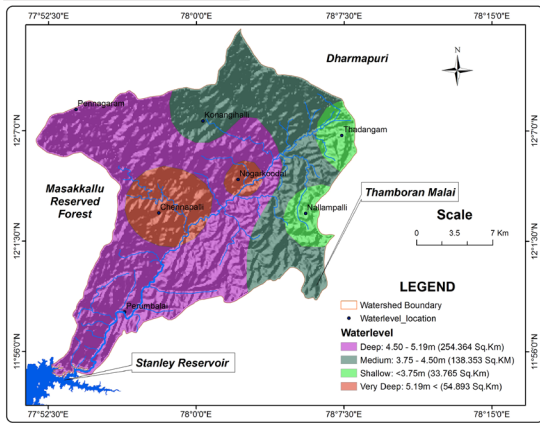 77°52'30"E 78°0'0"E 78°7'30"E 78°15'0"E
Dharmapuri
N
Pennagaram
Konangihalli
12°7'0"N
12°7'0"N
Thadangam
Nogarkoodal
Masakkallu
Reserved
Forest
Thamboran Malai
Chennaballi
Nallampalli
Scale
0 3.5 7 Km
12°1'30"N
12°1'30"N
LEGEND
Watershed Boundary
Waterlevel_location
Waterlevel
Deep: 4.50 - 5.19m (254.364 Sq.Km)
Medium: 3.75 - 4.50m (138.353 Sq.KM)
Shallow: <3.75m (33.765 Sq.Km)
Very Deep: 5.19m < (54.893 Sq.Km)
Perumbalai
11°56'0"N
11°56'0"N
Stanley Reservoir
77°52'30"E 78°0'0"E 78°7'30"E 78°15'0"E